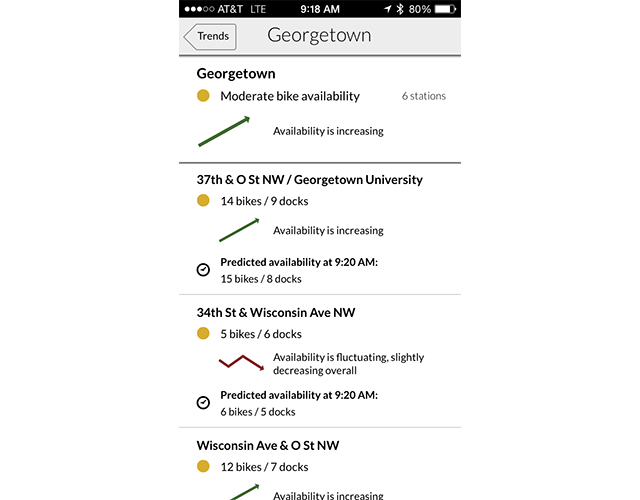 AT&T LTE 9:18 AM 80%
Trends Georgetown
Georgetown
Moderate bike availability 6 stations
Availability is increasing
37th & O St NW / Georgetown University
14 bikes / 9 docks
Availability is increasing
Predicted availability at 9:20 AM:
15 bikes / 8 docks
34th St & Wisconsin Ave NW
5 bikes / 6 docks
Availability is fluctuating, slightly
decreasing overall
Predicted availability at 9:20 AM:
6 bikes / 5 docks
Wisconsin Ave & O St NW
12 bikes / 7 docks
Availability is increasing